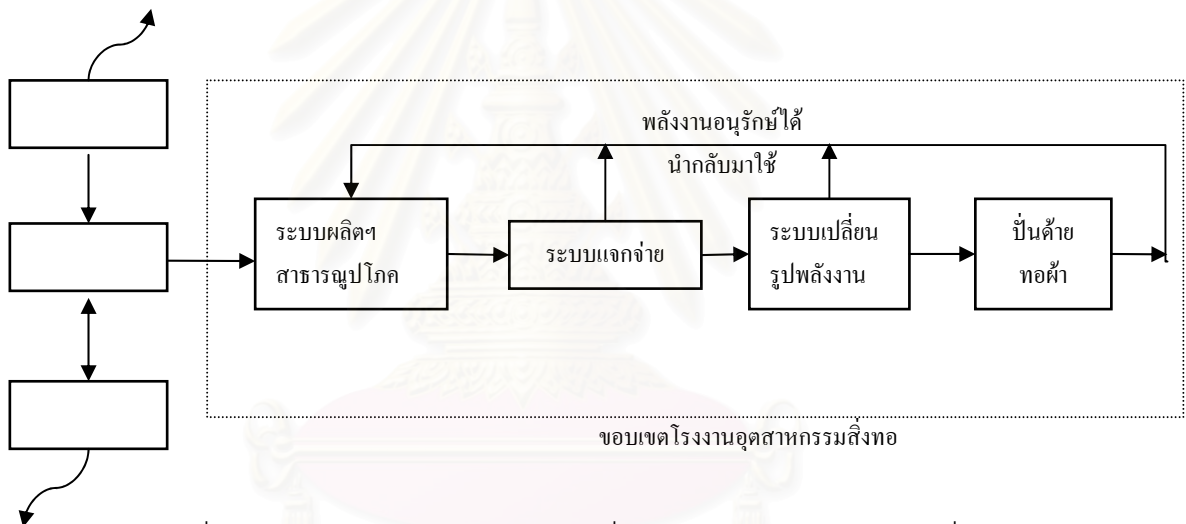 พลังงานอนุรักษ์ได้
นำกลับมาใช้
ระบบผลิตฯ
สาธารณูปโภค
ระบบแจกจ่าย
ระบบเปลี่ยน
รูปพลังงาน
ปั่นด้าย
ทอผ้า
ขอบเขตโรงงานอุตสาหกรรมสิ่งทอ